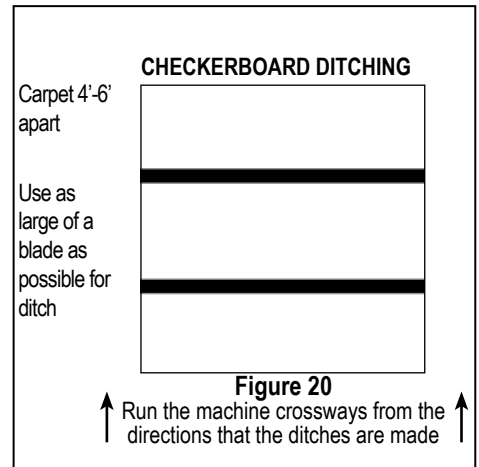 CHECKERBOARD DITCHING
Carpet 4’-6’
apart
Use as
large of a
blade as
possible for
ditch
Figure 20
Run the machine crossways from the
directions that the ditches are made